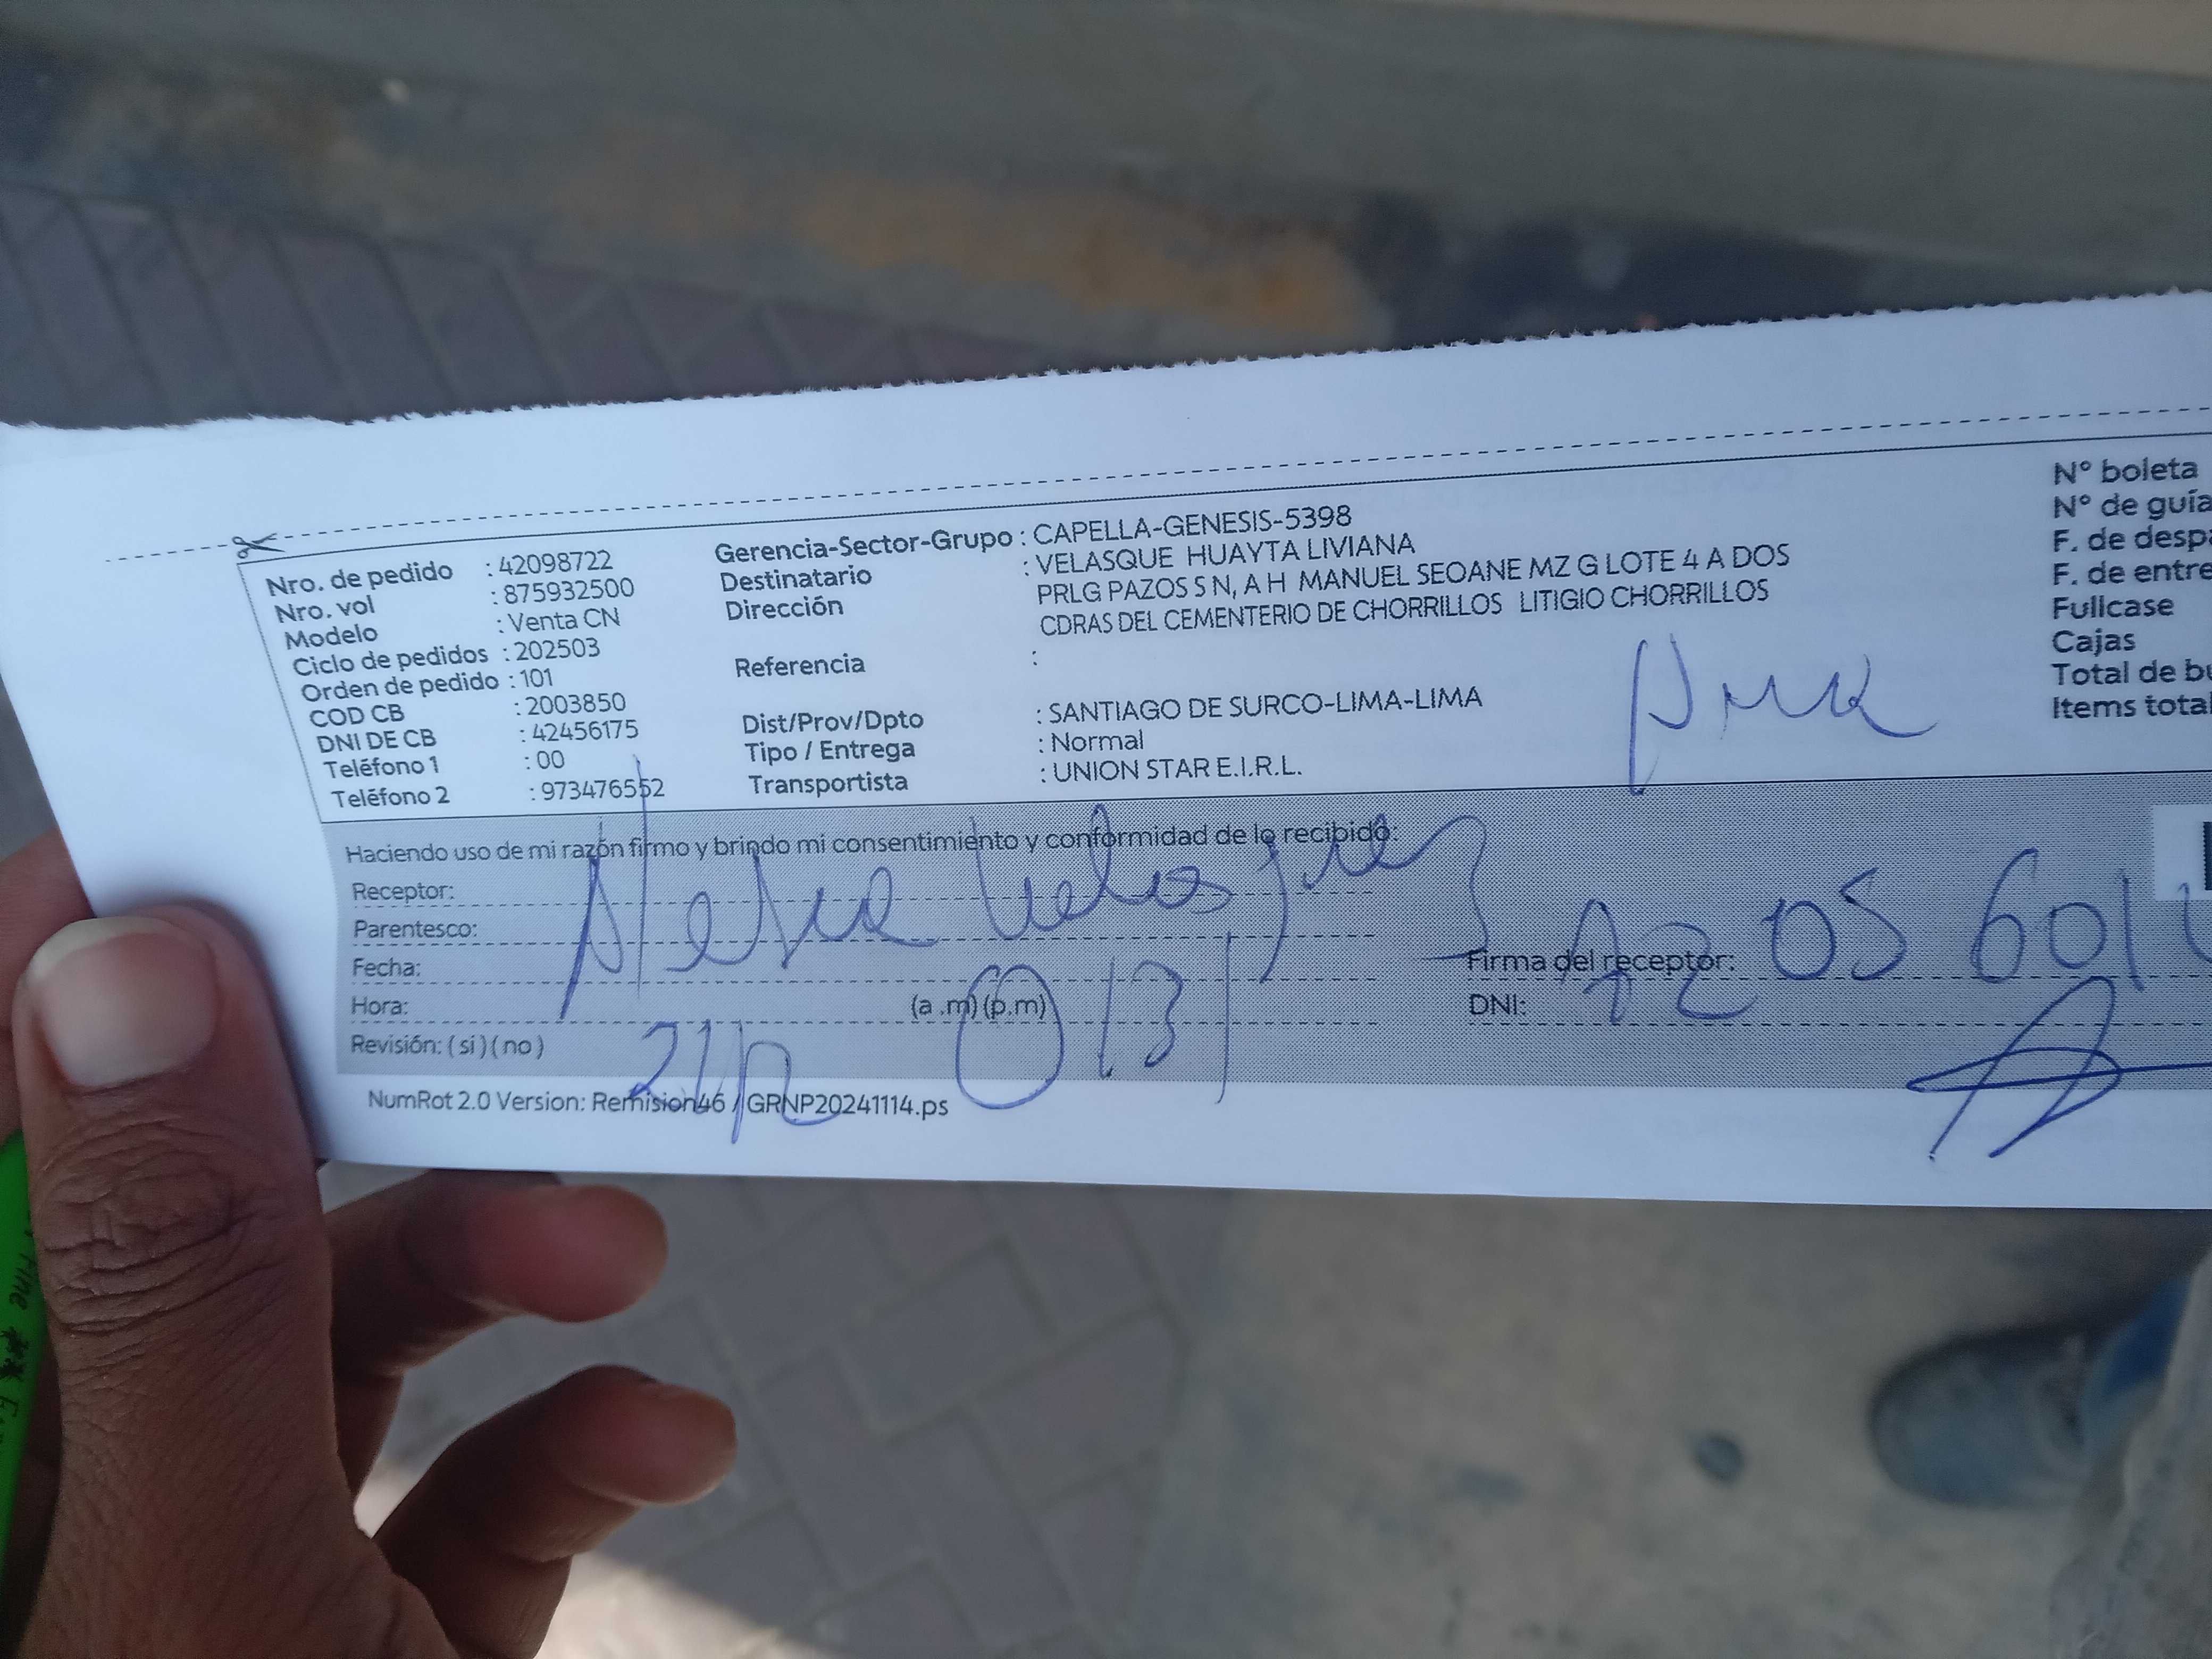 Nro. de pedido : 42098722
Nro. vol : 875932500
Modelo : Venta CN
Ciclo de pedidos : 202503
Orden de pedido : 101
COD CB : 2003850
DNI DE CB : 42456175
Teléfono 1 : 00
Teléfono 2 : 973476552
Gerencia-Sector-Grupo : CAPELLA-GENESIS-5398
Destinatario : VELASQUE HUAYTA LIVIANA
Dirección PRLG PAZOS S N, A H MANUEL SEOANE MZ G LOTE 4 A DOS
CDRAS DEL CEMENTERIO DE CHORRILLOS LITIGIO CHORRILLOS
Referencia :
Dist/Prov/Dpto : SANTIAGO DE SURCO-LIMA-LIMA
Tipo / Entrega : Normal
Transportista : UNION STAR E.I.R.L.
N° boleta
N° de guía
F. de despa
F. de entre
Fullcase
Cajas
Total de bu
Items total
Haciendo uso de mi razón firmo y brindo mi consentimiento y conformidad de lo recibido:
Receptor:
Parentesco:
Fecha:
Hora: (a .m) (p.m)
Revisión: ( si ) ( no )
Firma del receptor:
DNI:
NumRot 2.0 Version: Remision46 / GRNP20241114.ps